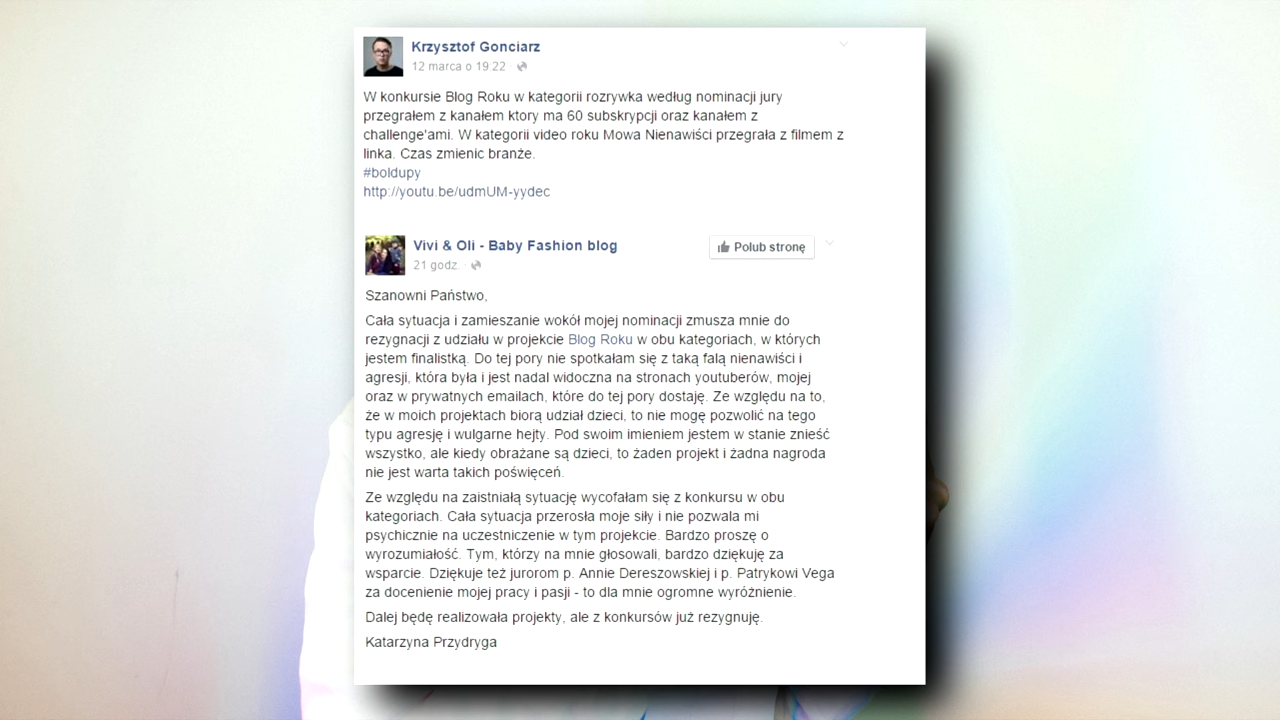 Krzysztof Gonciarz
12 marca o 19:22
W konkursie Blog Roku w kategorii rozrywka według nominacji jury
przegrałem z kanałem ktory ma 60 subskrypcji oraz kanałem z
challenge'ami. W kategorii video roku Mowa Nienawiści przegrała z filmem z
linka. Czas zmienic branże.
#boldupy
http://youtu.be/udmUM-yydec
Vivi & Oli - Baby Fashion blog
Polub stronę
21 godz.
Szanowni Państwo,
Cała sytuacja i zamieszanie wokół mojej nominacji zmusza mnie do
rezygnacji z udziału w projekcie Blog Roku w obu kategoriach, w których
jestem finalistką. Do tej pory nie spotkałam się z taką falą nienawiści i
agresji, która była i jest nadal widoczna na stronach youtuberów, mojej
oraz w prywatnych emailach, które do tej pory dostaję. Ze względu na to,
że w moich projektach biorą udział dzieci, to nie mogę pozwolić na tego
typu agresję i wulgarne hejty. Pod swoim imieniem jestem w stanie znieść
wszystko, ale kiedy obrażane są dzieci, to żaden projekt i żadna nagroda
nie jest warta takich poświęceń.
Ze względu na zaistniałą sytuację wycofałam się z konkursu w obu
kategoriach. Cała sytuacja przerosła moje siły i nie pozwala mi
psychicznie na uczestniczenie w tym projekcie. Bardzo proszę o
wyrozumiałość. Tym, którzy na mnie głosowali, bardzo dziękuję za
wsparcie. Dziękuje też jurorom p. Annie Dereszowskiej i p. Patrykowi Vega
za docenienie mojej pracy i pasji - to dla mnie ogromne wyróżnienie.
Dalej będę realizowała projekty, ale z konkursów już rezygnuję.
Katarzyna Przydryga